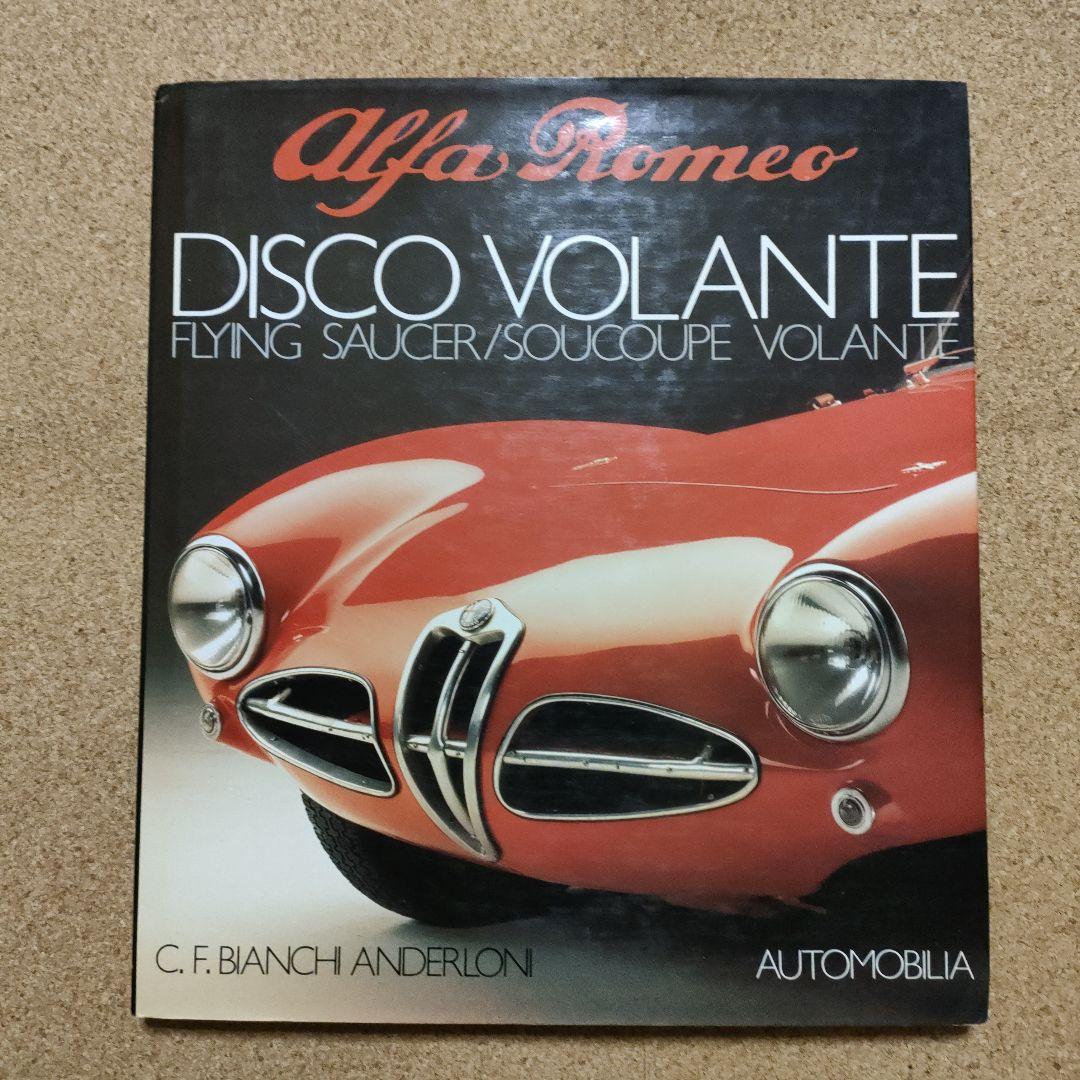 Alfa Romeo
DISCO VOLANTE
FLYING SAUCER/SOUCOUPE VOLANTE
C. F. BIANCHI ANDERLONI
AUTOMOBILIA